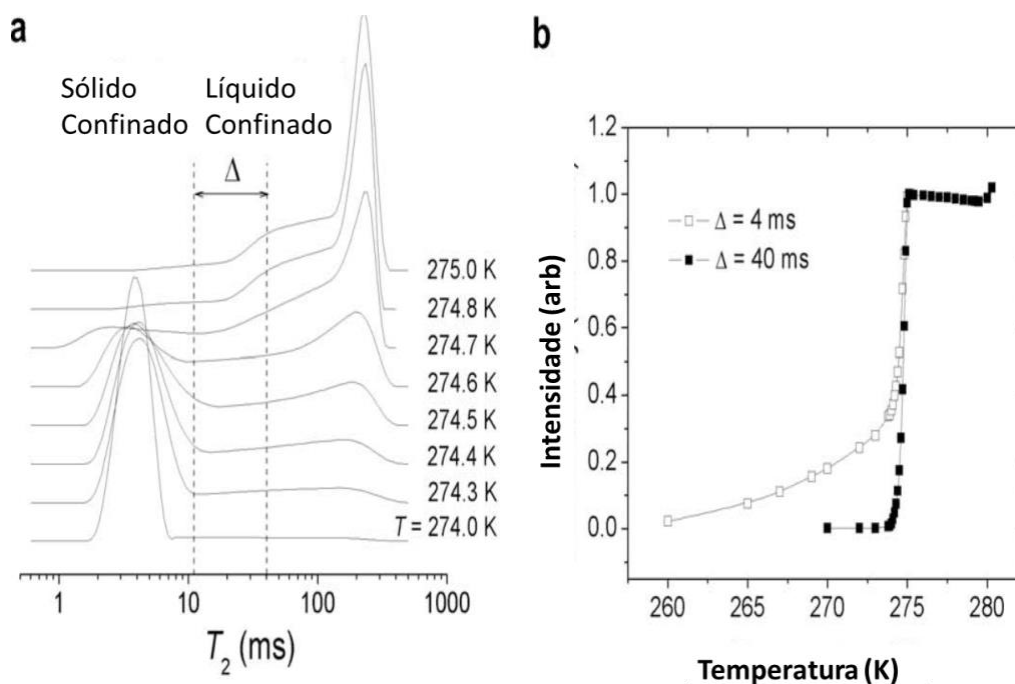 a
Sólido
Confinado
Líquido
Confinado
Δ
275.0 K
274.8 K
274.7 K
274.6 K
274.5 K
274.4 K
274.3 K
T = 274.0 K
1
10
100
1000
T2 (ms)
b
1.2
1.0
0.8
0.6
0.4
0.2
0.0
Δ = 4 ms
Δ = 40 ms
Intensidade (arb)
260
265
270
275
280
Temperatura (K)